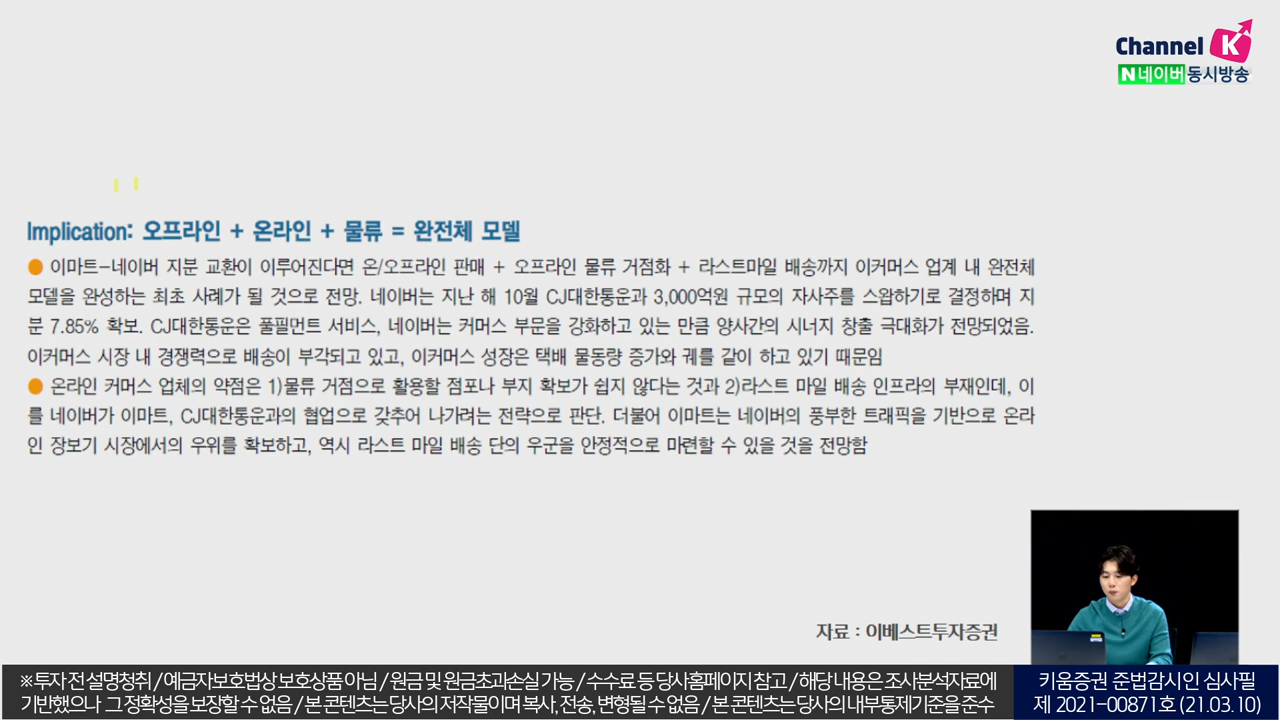 Channel K
N 네이버 동시방송
Implication: 오프라인 + 온라인 + 물류 = 완전체 모델
● 이마트-네이버 지분 교환이 이루어진다면 온/오프라인 판매 + 오프라인 물류 거점화 + 라스트마일 배송까지 이커머스 업계 내 완전체
모델을 완성하는 최초 사례가 될 것으로 전망. 네이버는 지난 해 10월 CJ대한통운과 3,000억원 규모의 자사주를 스왑하기로 결정하며 지
분 7.85% 확보. CJ대한통운은 풀필먼트 서비스, 네이버는 커머스 부문을 강화하고 있는 만큼 양사간의 시너지 창출 극대화가 전망되었음.
이커머스 시장 내 경쟁력으로 배송이 부각되고 있고, 이커머스 성장은 택배 물동량 증가와 궤를 같이 하고 있기 때문임
● 온라인 커머스 업체의 약점은 1)물류 거점으로 활용할 점포나 부지 확보가 쉽지 않다는 것과 2)라스트 마일 배송 인프라의 부재인데, 이
를 네이버가 이마트, CJ대한통운과의 협업으로 갖추어 나가려는 전략으로 판단. 더불어 이마트는 네이버의 풍부한 트래픽을 기반으로 온라
인 장보기 시장에서의 우위를 확보하고, 역시 라스트 마일 배송 단의 우군을 안정적으로 마련할 수 있을 것을 전망함
자료 : 이베스트투자증권
※ 투자 전 설명청취 / 예금자보호법상 보호상품 아님 / 원금 및 원금초과손실 가능 / 수수료 등 당사홈페이지 참고 / 해당 내용은 조사분석자료에
기반했으나 그 정확성을 보장할 수 없음 / 본 콘텐츠는 당사의 저작물이며 복사, 전송, 변형될 수 없음 / 본 콘텐츠는 당사의 내부통제기준을 준수
키움증권 준법감시인 심사필
제 2021-00871호 (21.03.10)